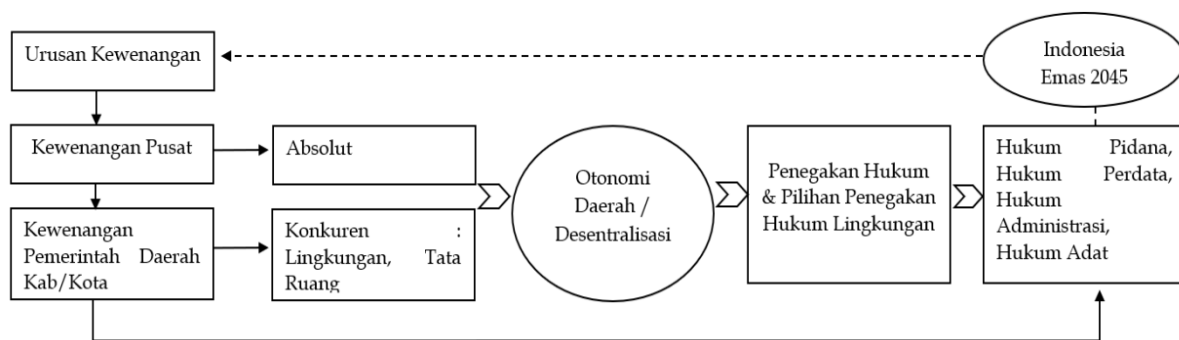 Urusan Kewenangan
Indonesia
Emas 2045
Kewenangan Pusat
Absolut
Kewenangan
Pemerintah Daerah
Kab/Kota
Konkuren :
Lingkungan, Tata
Ruang
Otonomi
Daerah /
Desentralisasi
Penegakan Hukum
& Pilihan Penegakan
Hukum Lingkungan
Hukum Pidana,
Hukum Perdata,
Hukum
Administrasi,
Hukum Adat